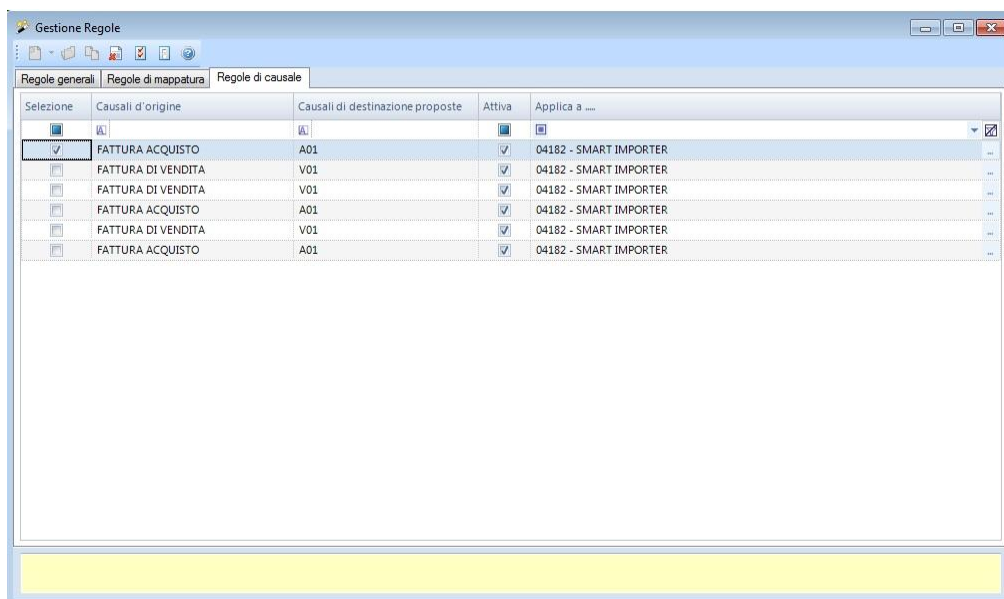 Gestione Regole
Regole generali Regole di mappatura Regole di causale
Selezione Causali d'origine Causali di destinazione proposte Attiva Applica a .....
FATTURA ACQUISTO A01 04182 - SMART IMPORTER ...
FATTURA DI VENDITA V01 04182 - SMART IMPORTER ...
FATTURA DI VENDITA V01 04182 - SMART IMPORTER ...
FATTURA ACQUISTO A01 04182 - SMART IMPORTER ...
FATTURA DI VENDITA V01 04182 - SMART IMPORTER ...
FATTURA ACQUISTO A01 04182 - SMART IMPORTER ...